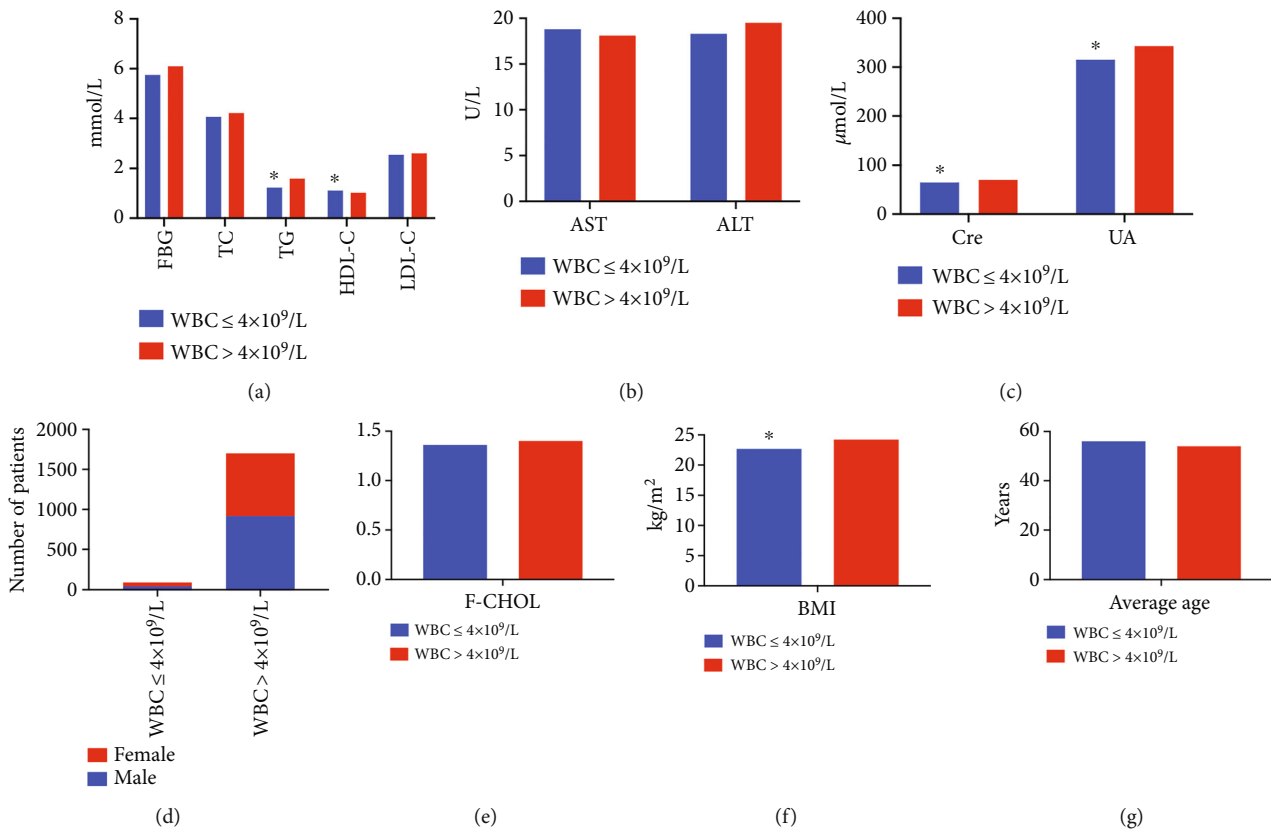 8
6
4
2
0
mmol/L
*
*
FBG
TC
TG
HDL-C
LDL-C
WBC ≤ 4×10⁹/L
WBC > 4×10⁹/L
(a)
20
15
10
5
0
U/L
AST
ALT
WBC ≤ 4×10⁹/L
WBC > 4×10⁹/L
(b)
400
300
200
100
0
µmol/L
*
*
Cre
UA
WBC ≤ 4×10⁹/L
WBC > 4×10⁹/L
(c)
2000
1500
1000
500
0
Number of patients
WBC ≤ 4×10⁹/L
WBC > 4×10⁹/L
Female
Male
(d)
1.5
1.0
0.5
0.0
F-CHOL
WBC ≤ 4×10⁹/L
WBC > 4×10⁹/L
(e)
25
20
15
10
5
0
kg/m²
*
BMI
WBC ≤ 4×10⁹/L
WBC > 4×10⁹/L
(f)
60
40
20
0
Years
Average age
WBC ≤ 4×10⁹/L
WBC > 4×10⁹/L
(g)